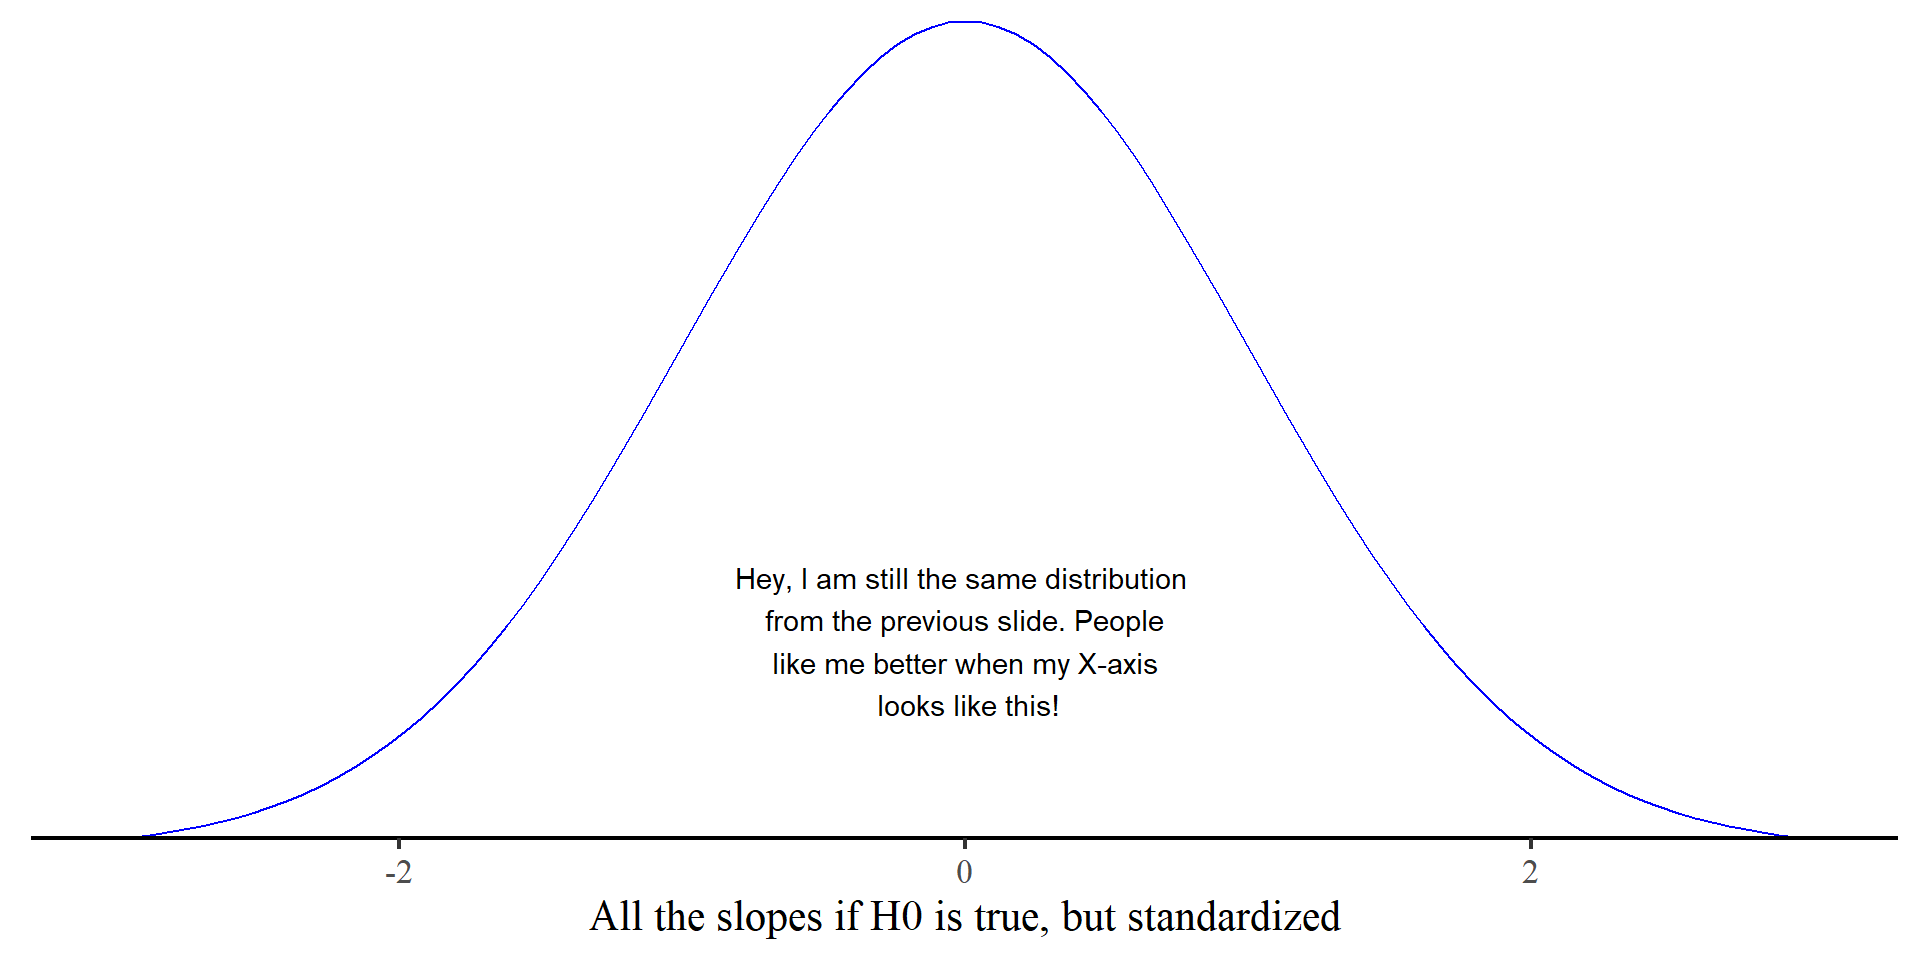 Hey, I am still the same distribution
from the previous slide. People
like me better when my X-axis
looks like this!
-2 0 2
All the slopes if H0 is true, but standardized